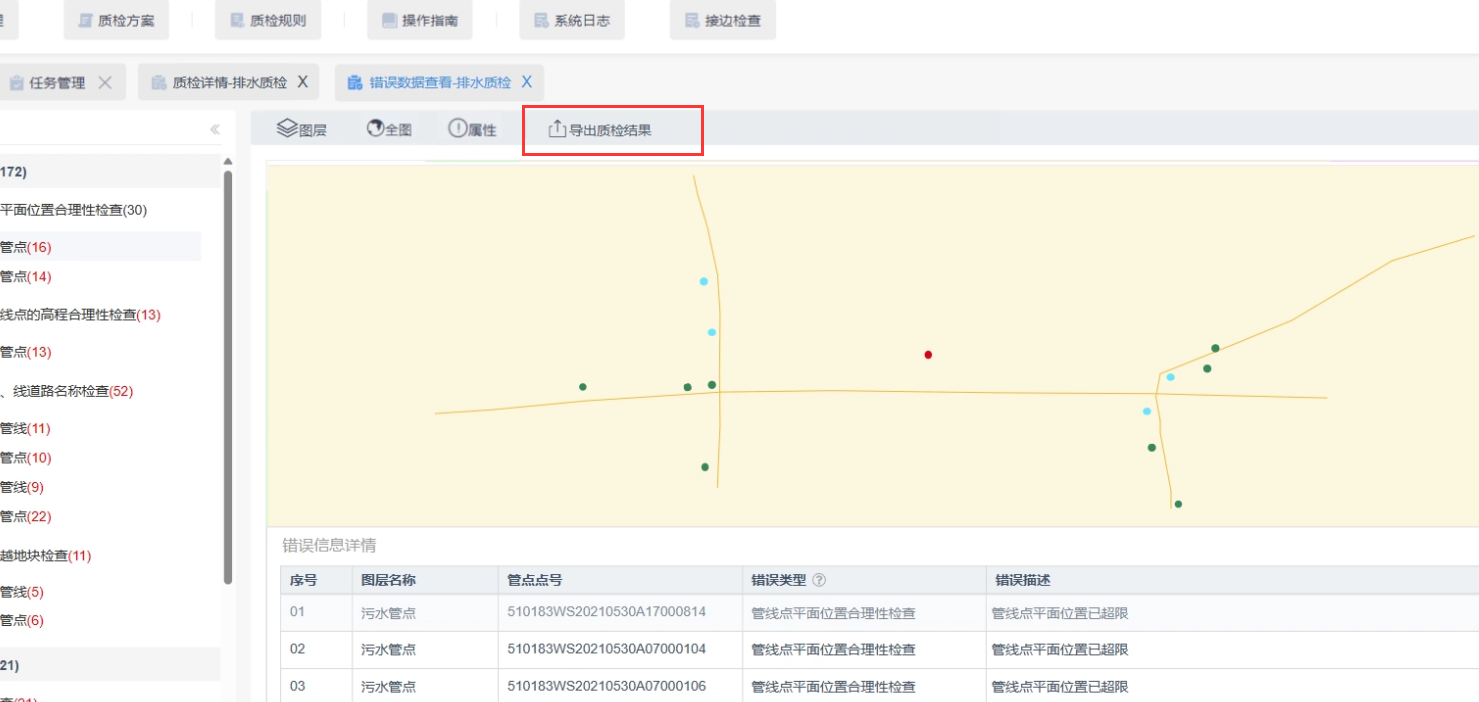 理
质检方案
质检规则
操作指南
系统日志
接边检查
任务管理 X
质检详情-排水质检 X
错误数据查看-排水质检 X
图层
全图
属性
导出质检结果
172)
平面位置合理性检查(30)
管点(16)
管点(14)
线点的高程合理性检查(13)
管点(13)
、线道路名称检查(52)
管线(11)
管点(10)
管线(9)
管点(22)
越地块检查(11)
管线(5)
管点(6)
21)
查(21)
错误信息详情
序号 图层名称 管点点号 错误类型 ? 错误描述
01 污水管点 510183WS20210530A17000814 管线点平面位置合理性检查 管线点平面位置已超限
02 污水管点 510183WS20210530A07000104 管线点平面位置合理性检查 管线点平面位置已超限
03 污水管点 510183WS20210530A07000106 管线点平面位置合理性检查 管线点平面位置已超限